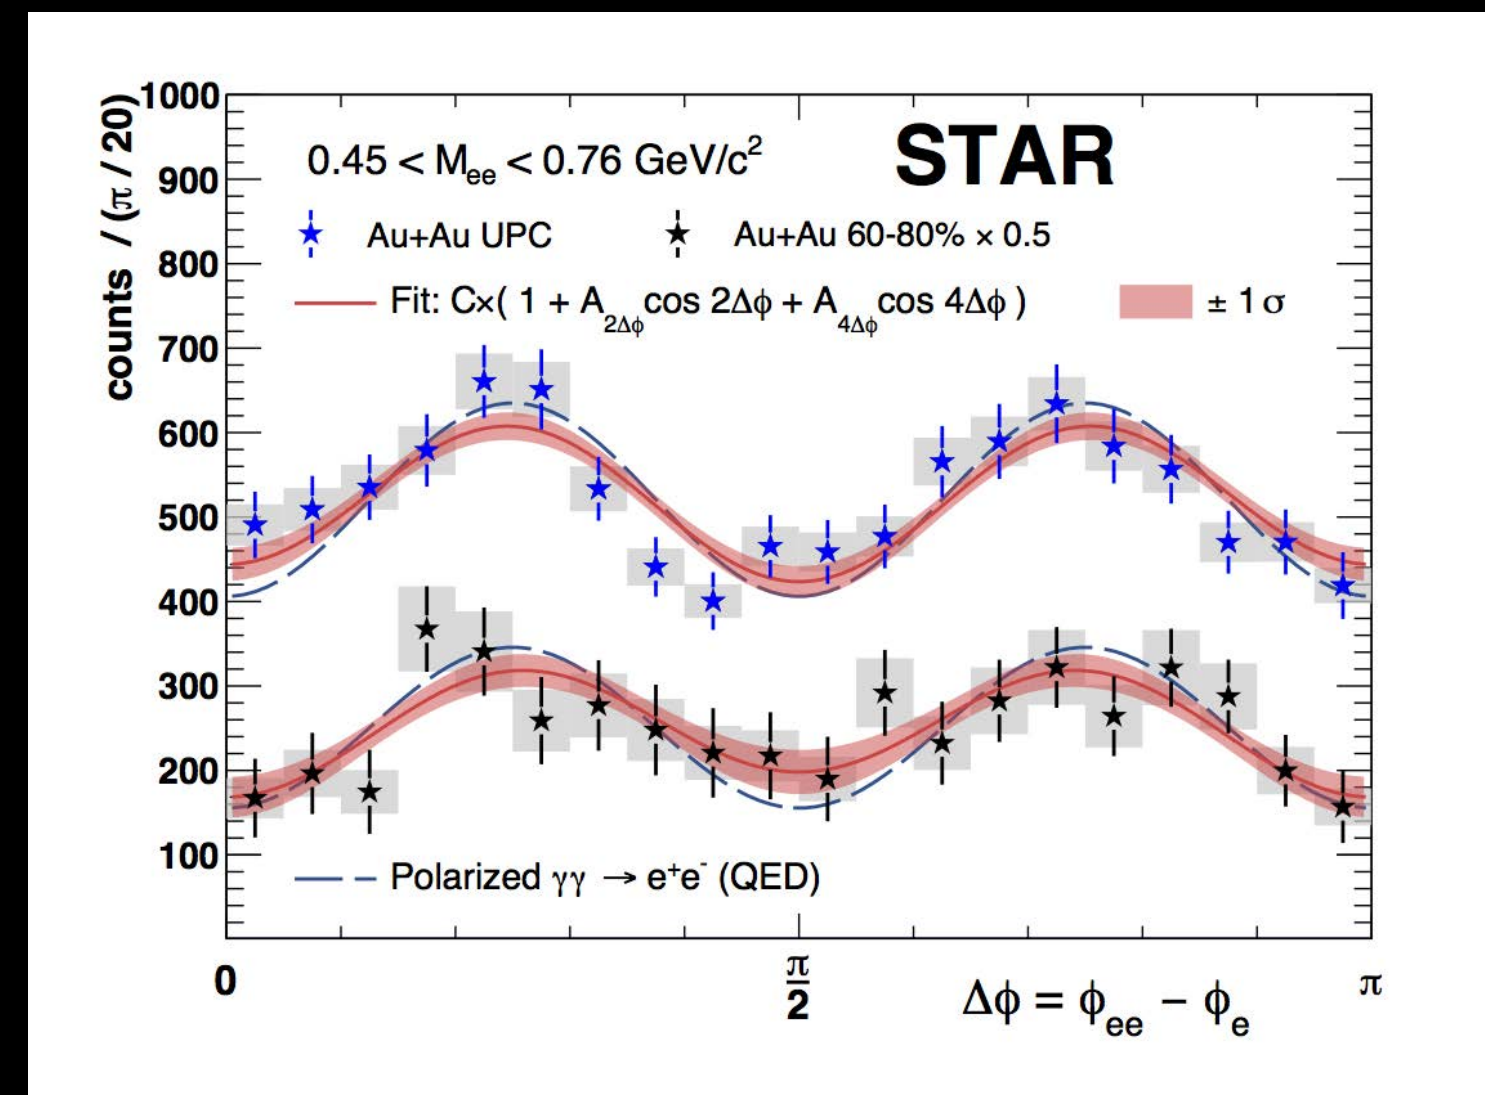 counts / (π / 20)
1000
900
800
700
600
500
400
300
200
100
0.45 < Mee < 0.76 GeV/c2
STAR
Au+Au UPC
Au+Au 60-80% × 0.5
Fit: C×( 1 + A2Δϕ cos 2Δϕ + A4Δϕ cos 4Δϕ )
± 1 σ
Polarized γγ → e+e- (QED)
0
π
2
π
Δϕ = ϕee − ϕe